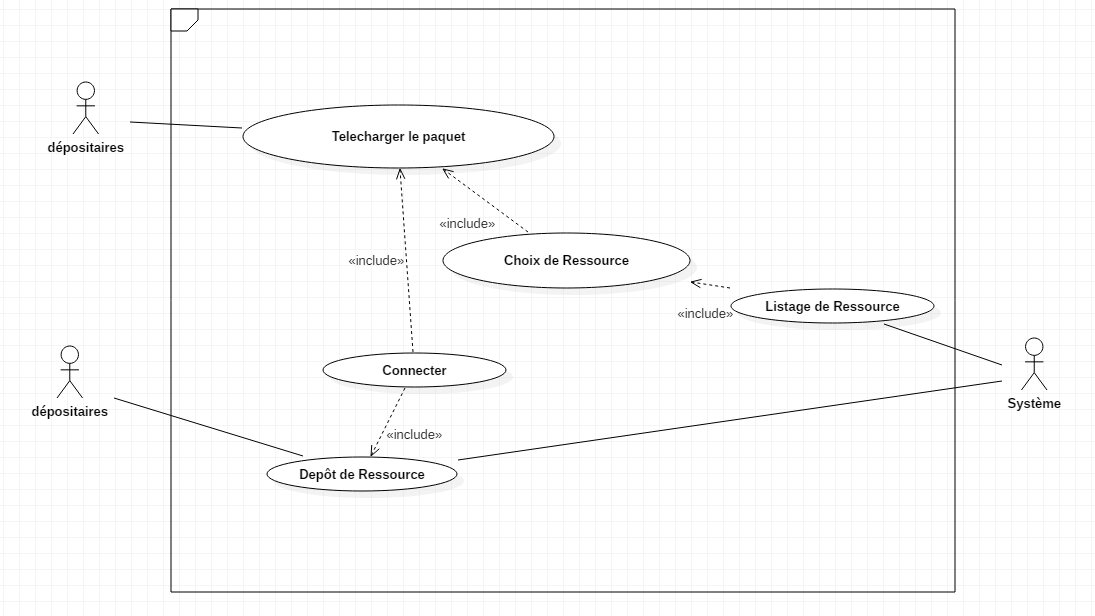 dépositaires
Telecharger le paquet
«include»
Choix de Ressource
«include»
Listage de Ressource
«include»
Connecter
dépositaires
Système
«include»
Depôt de Ressource